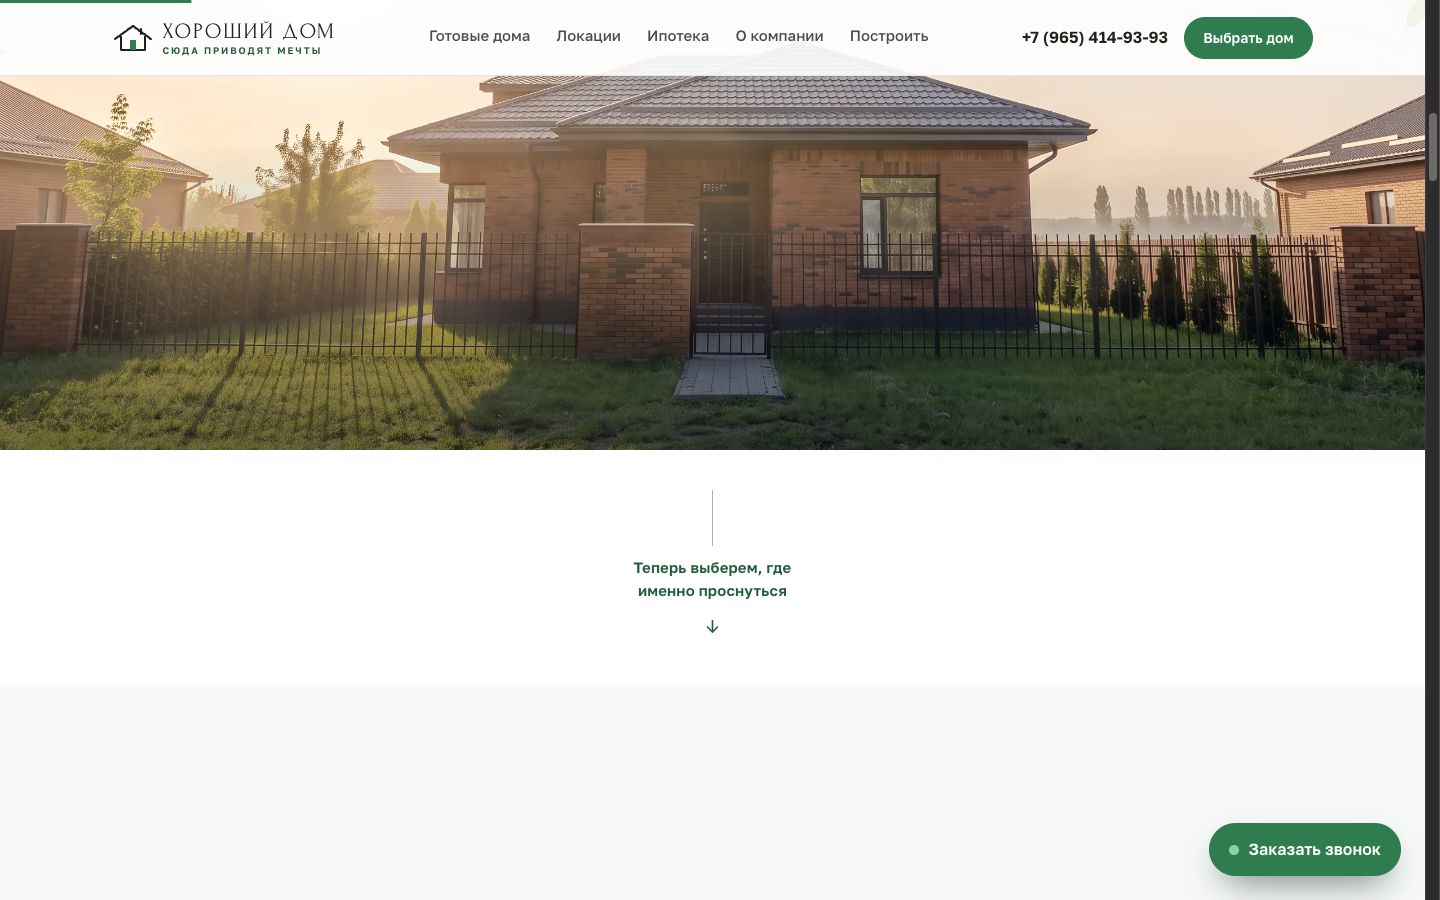 ХОРОШИЙ ДОМ
СЮДА ПРИВОДЯТ МЕЧТЫ
Готовые дома
Локации
Ипотека
О компании
Построить
+7 (965) 414-93-93
Выбрать дом
Теперь выберем, где
именно проснуться
Заказать звонок